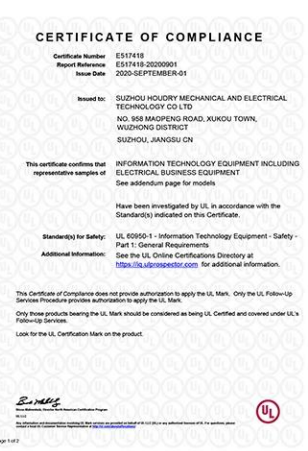 CERTIFICATE OF COMPLIANCE
Certificate Number E517418
Report Reference E517418-20200901
Issue Date 2020-SEPTEMBER-01
Issued to: SUZHOU HOUDRY MECHANICAL AND ELECTRICAL
TECHNOLOGY CO LTD
NO. 958 MAOPENG ROAD, XUKOU TOWN,
WUZHONG DISTRICT
SUZHOU, JIANGSU CN
This certificate confirms that INFORMATION TECHNOLOGY EQUIPMENT INCLUDING
representative samples of ELECTRICAL BUSINESS EQUIPMENT
See addendum page for models
Have been investigated by UL in accordance with the
Standard(s) indicated on this Certificate.
Standard(s) for Safety: UL 60950-1 - Information Technology Equipment - Safety -
Part 1: General Requirements
Additional Information: See the UL Online Certifications Directory at
https://iq.ulprospector.com for additional information.
This Certificate of Compliance does not provide authorization to apply the UL Mark. Only the UL Follow-Up
Services Procedure provides authorization to apply the UL Mark.
Only those products bearing the UL Mark should be considered as being UL Certified and covered under UL's
Follow-Up Services.
Look for the UL Certification Mark on the product.
UL